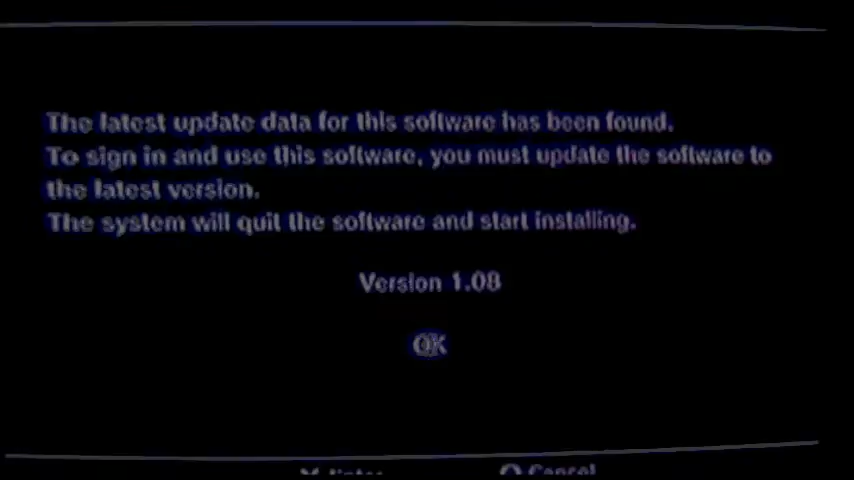 The latest update data for this software has been found.
To sign in and use this software, you must update the software to
the latest version.
The system will quit the software and start installing.
Version 1.08
OK
Enter
Cancel